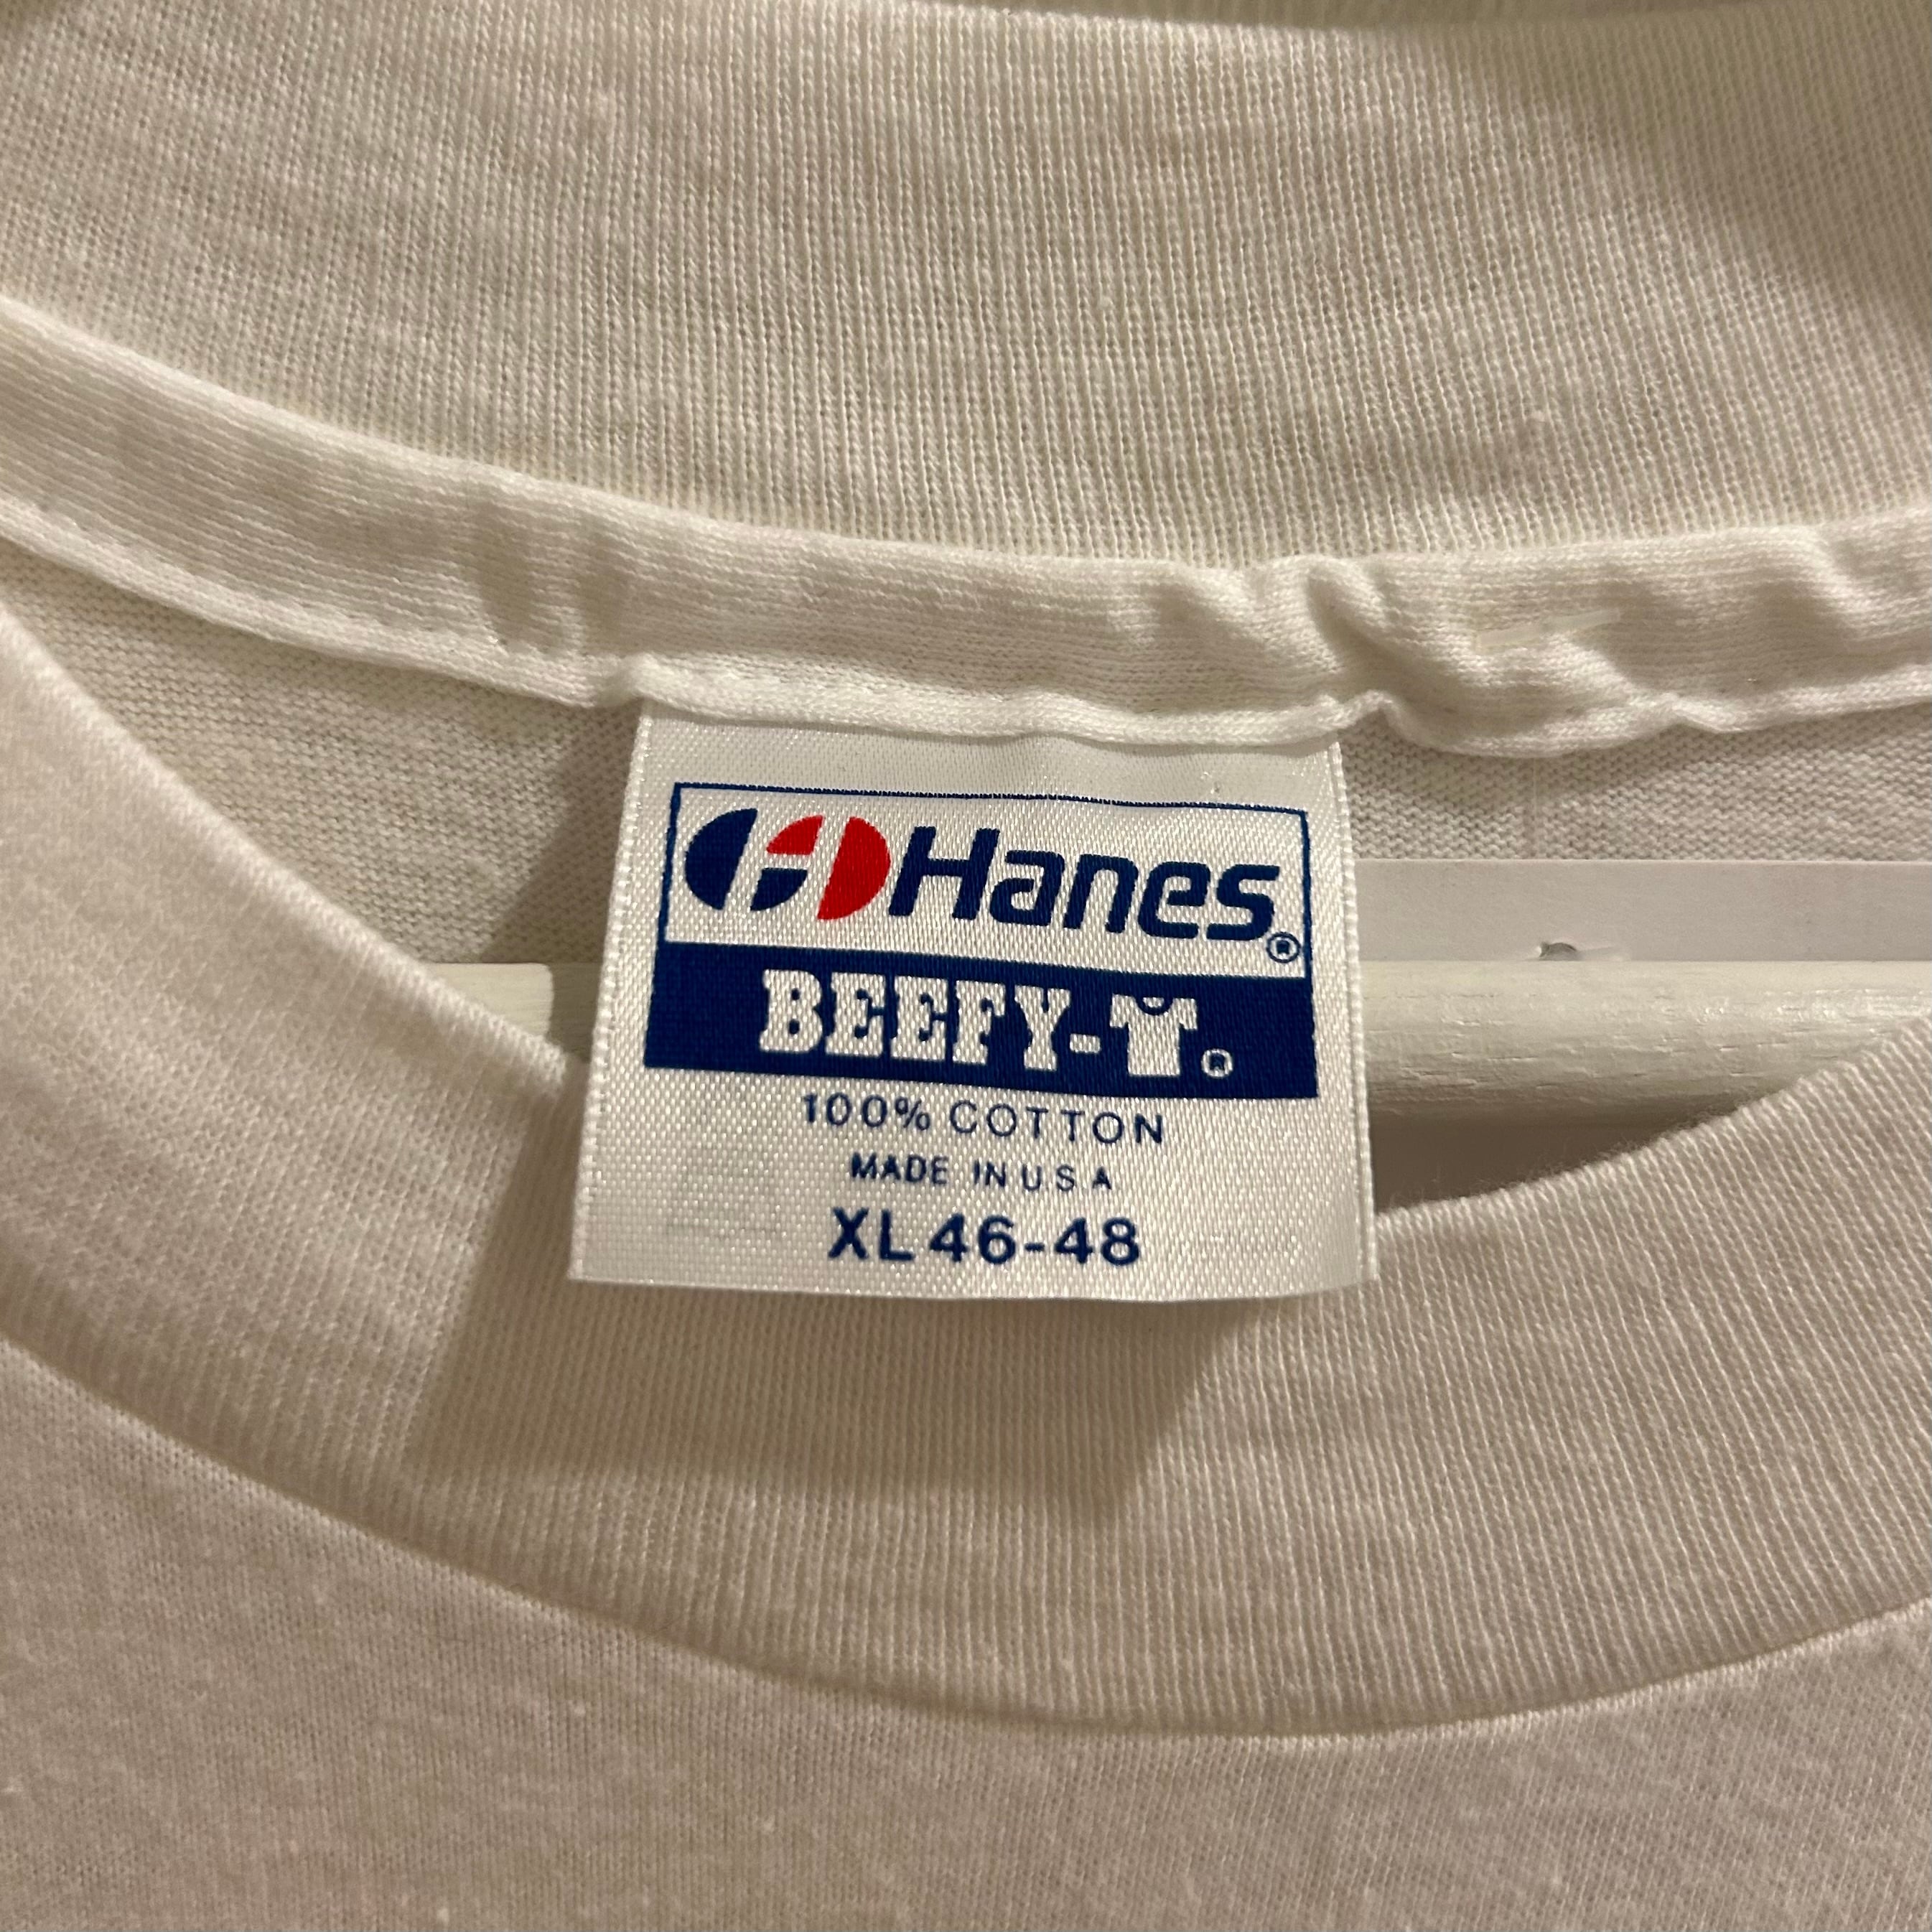 Hanes®
BEEFY-T®
100% COTTON
MADE IN U.S.A
XL 46-48